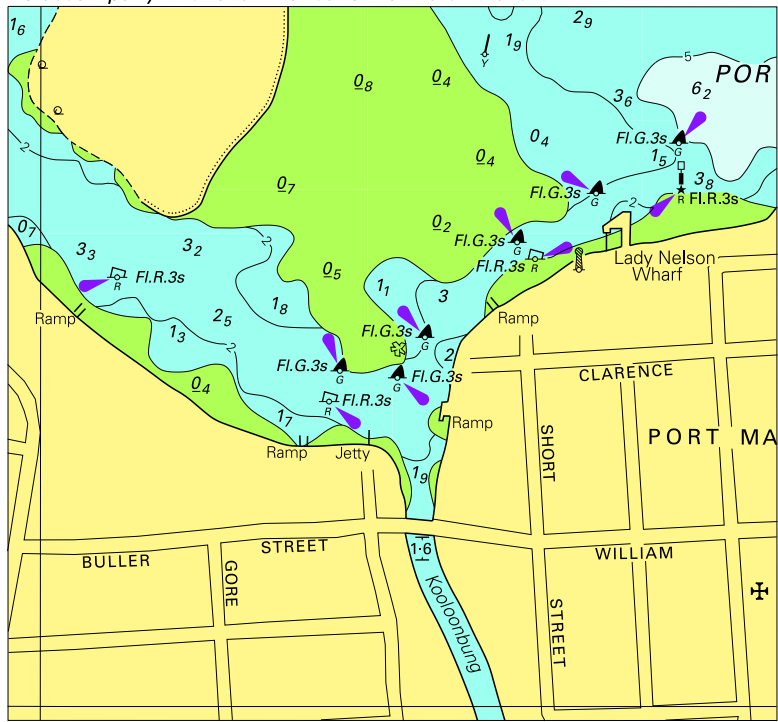 1₆
2₉
1₉
Y
5
POR
0₈
0₄
3₆
6₂
0₄
Fl.G.3s
G
2
0₄
1₅
Fl.G.3s
G
3₈
R
Fl.R.3s
0₇
2
0₇
0₂
3₃
3₂
2
Fl.G.3s
G
Fl.R.3s
R
Lady Nelson
Wharf
Fl.R.3s
R
0₅
1₁
3
1₈
Ramp
2₅
Ramp
1₃
2
Fl.G.3s
G
2
Fl.G.3s
G
Fl.G.3s
G
CLARENCE
0₄
Fl.R.3s
R
1₇
Ramp
PORT MA
Ramp
Jetty
SHORT
1₉
STREET
BULLER
1·6
WILLIAM
GORE
Kooloonbung
STREET